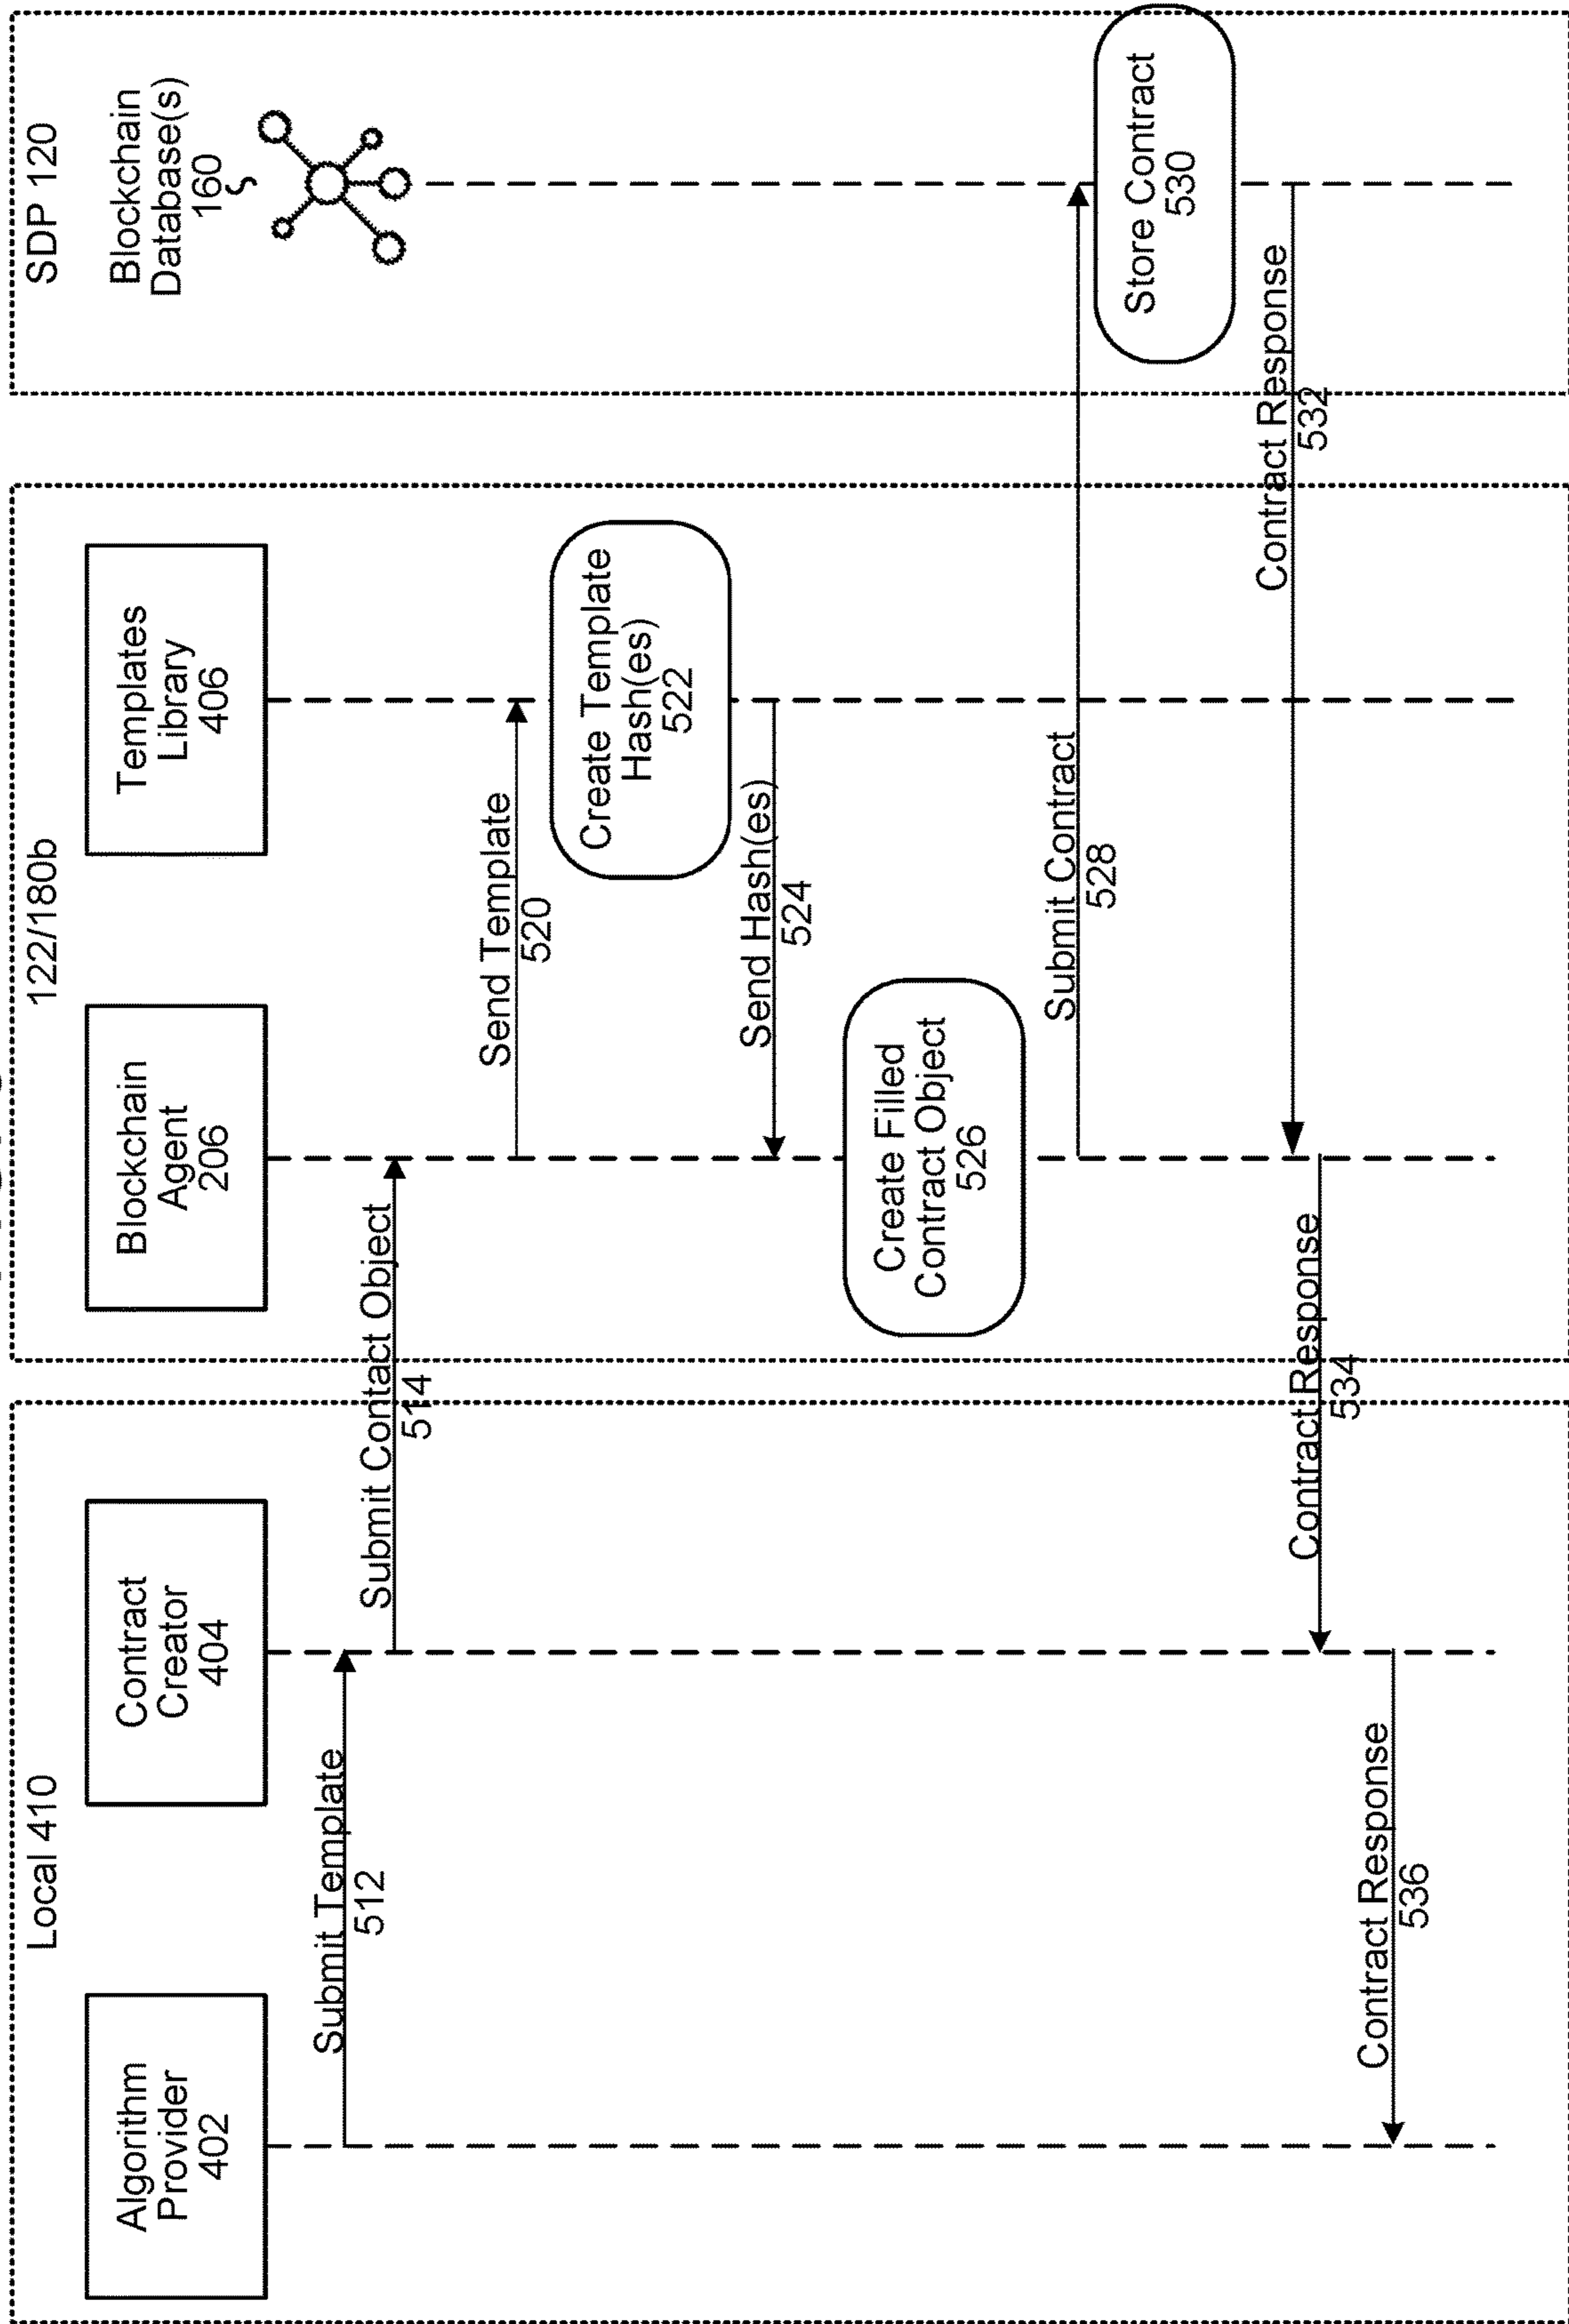 Local 410
122/180b
SDP 120
Algorithm
Provider
402
Contract
Creator
404
Blockchain
Agent
206
Templates
Library
406
Blockchain
Database(s)
160
Submit Template
512
Submit Contact Object
514
Send Template
520
Create Template
Hash(es)
522
Send Hash(es)
524
Create Filled
Contract Object
526
Submit Contract
528
Store Contract
530
Contract Response
532
Contract Response
534
Contract Response
536